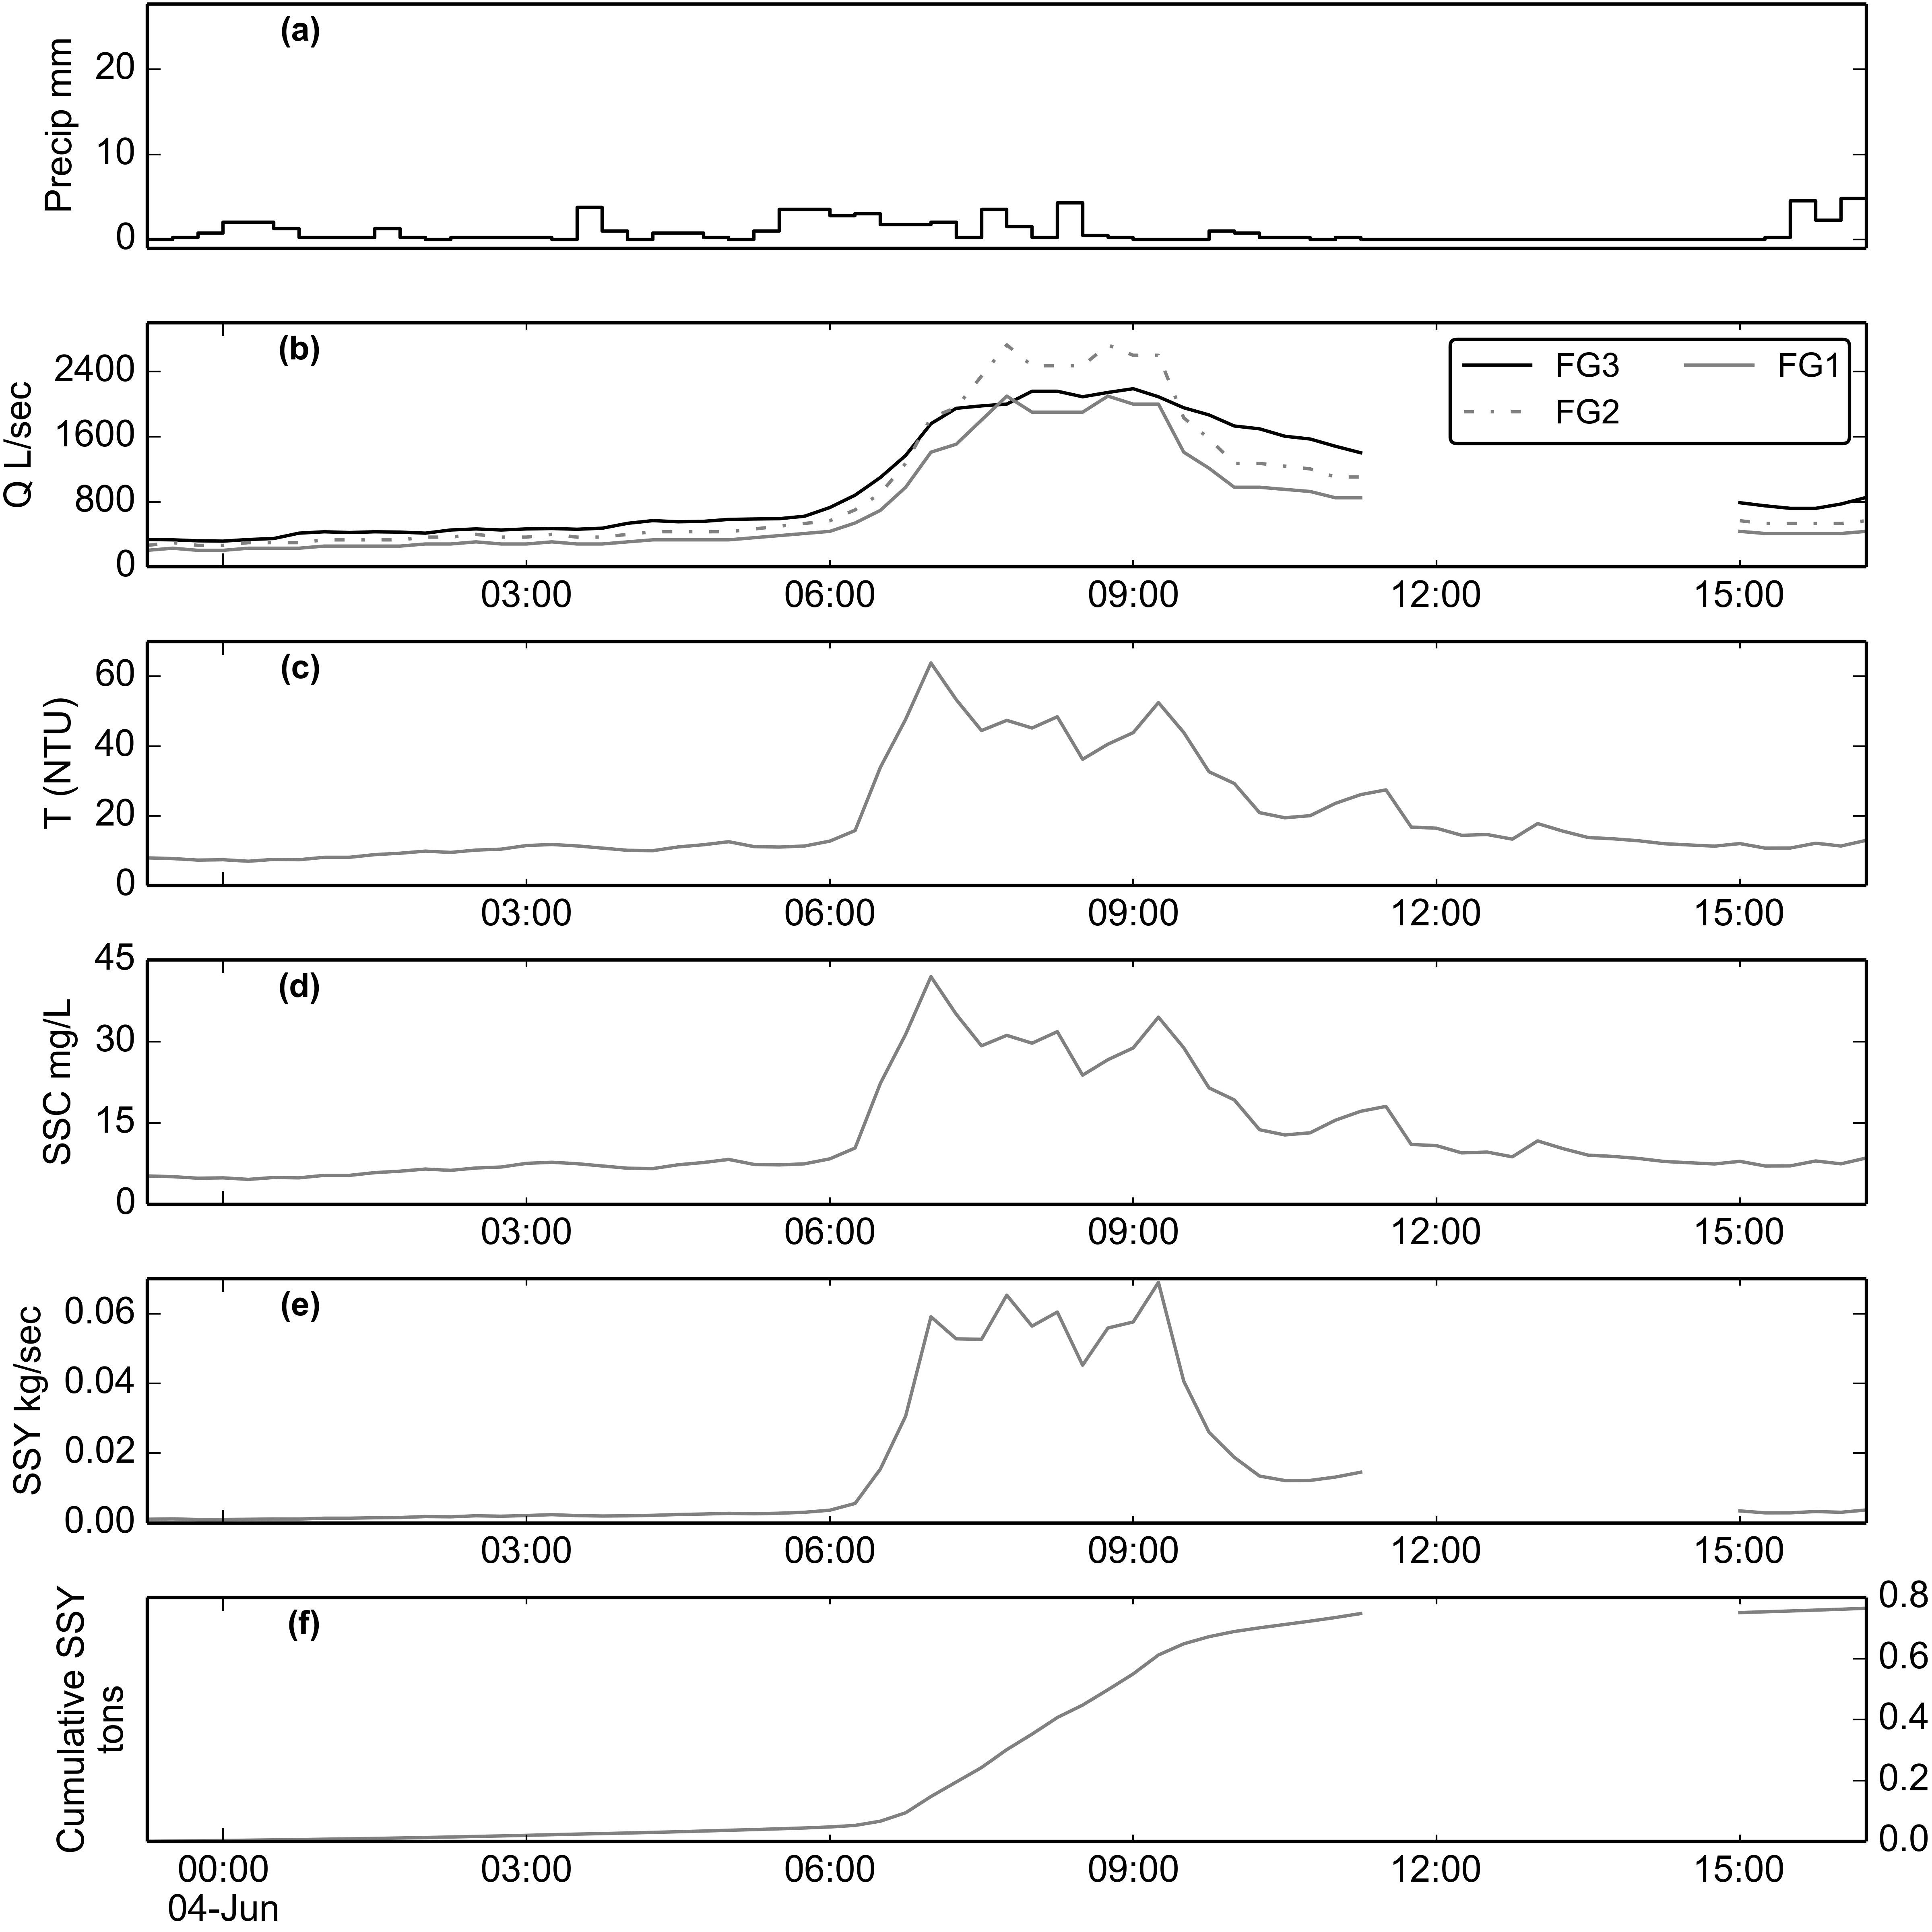 (a)
Precip mm
20
10
0
(b)
Q L/sec
2400
1600
800
0
FG3
FG1
FG2
03:00 06:00 09:00 12:00 15:00
(c)
T (NTU)
60
40
20
0
03:00 06:00 09:00 12:00 15:00
(d)
SSC mg/L
45
30
15
0
03:00 06:00 09:00 12:00 15:00
(e)
SSY kg/sec
0.06
0.04
0.02
0.00
03:00 06:00 09:00 12:00 15:00
(f)
Cumulative SSY
tons
0.8
0.6
0.4
0.2
0.0
00:00 03:00 06:00 09:00 12:00 15:00
04-Jun